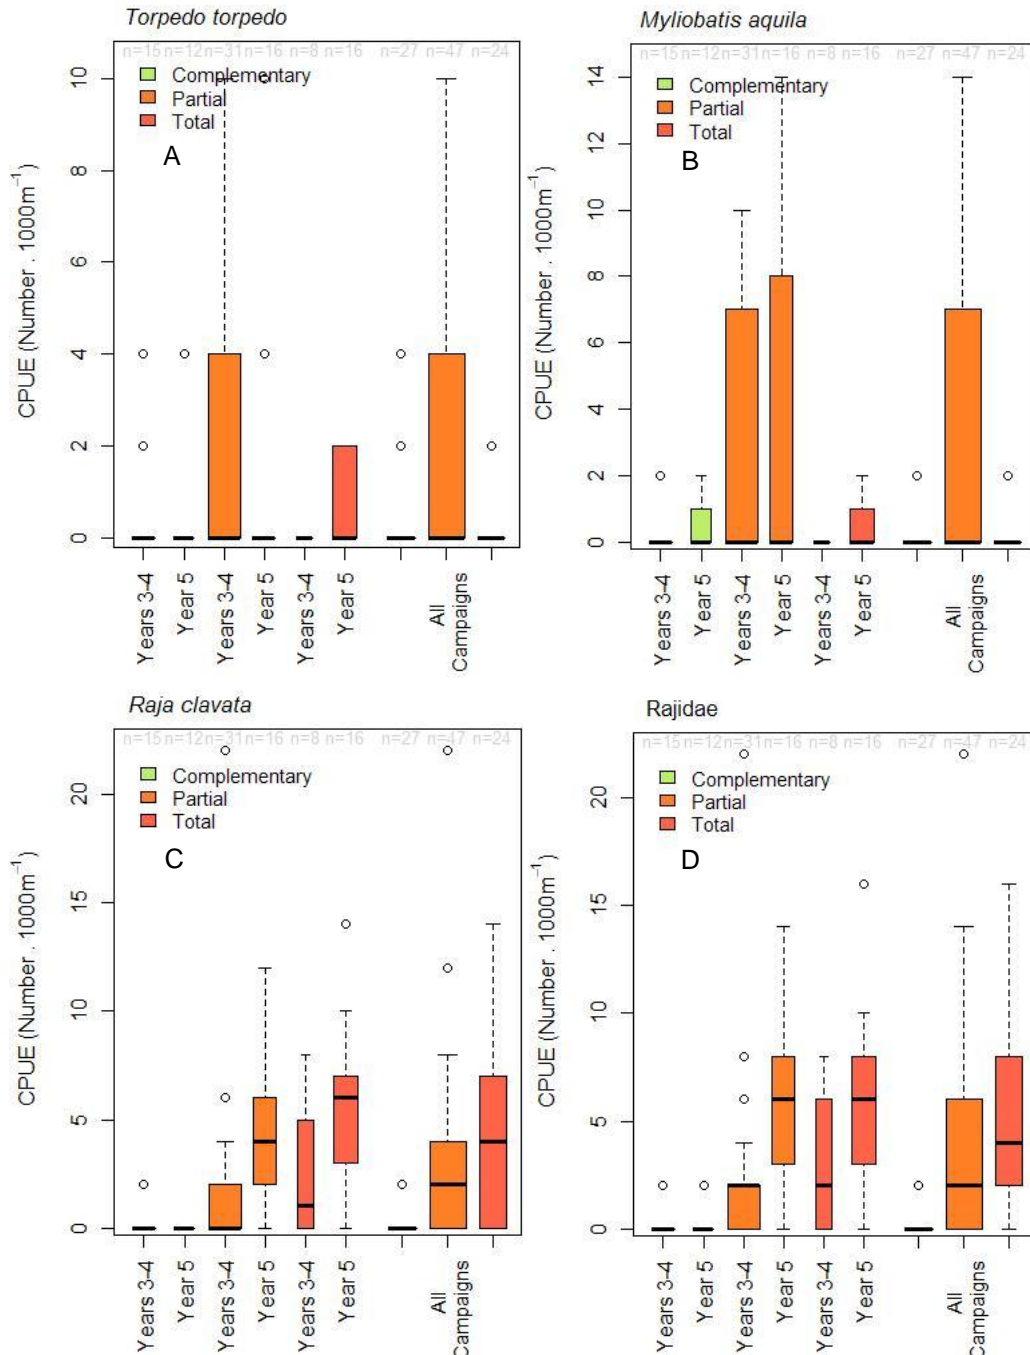 Torpedo torpedo
n=15 n=12 n=31 n=16 n=8 n=16 n=27 n=47 n=24
Complementary
Partial
Total
A
CPUE (Number . 1000m⁻¹)
10
8
6
4
2
0
Years 3-4
Year 5
Years 3-4
Year 5
Years 3-4
Year 5
All
Campaigns
Myliobatis aquila
n=15 n=12 n=31 n=16 n=8 n=16 n=27 n=47 n=24
Complementary
Partial
Total
B
CPUE (Number . 1000m⁻¹)
14
12
10
8
6
4
2
0
Years 3-4
Year 5
Years 3-4
Year 5
Years 3-4
Year 5
All
Campaigns
Raja clavata
n=15 n=12 n=31 n=16 n=8 n=16 n=27 n=47 n=24
Complementary
Partial
Total
C
CPUE (Number . 1000m⁻¹)
20
15
10
5
0
Years 3-4
Year 5
Years 3-4
Year 5
Years 3-4
Year 5
All
Campaigns
Rajidae
n=15 n=12 n=31 n=16 n=8 n=16 n=27 n=47 n=24
Complementary
Partial
Total
D
CPUE (Number . 1000m⁻¹)
20
15
10
5
0
Years 3-4
Year 5
Years 3-4
Year 5
Years 3-4
Year 5
All
Campaigns